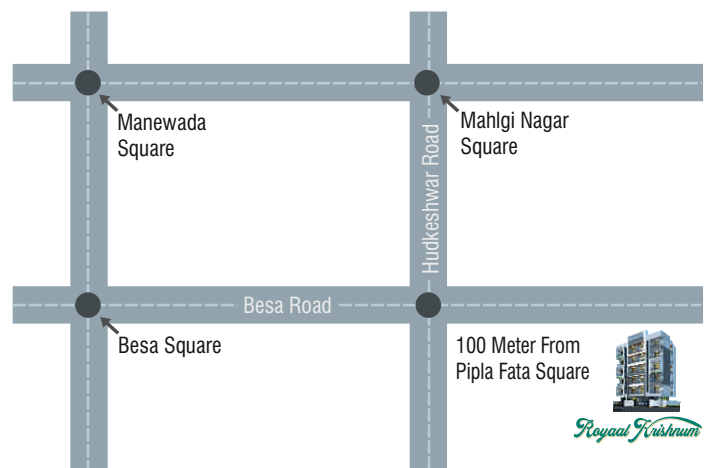 Manewada
Square
Mahlgi Nagar
Square
Hudkeshwar Road
Besa Road
Besa Square
100 Meter From
Pipla Fata Square
Royaal Krishnum